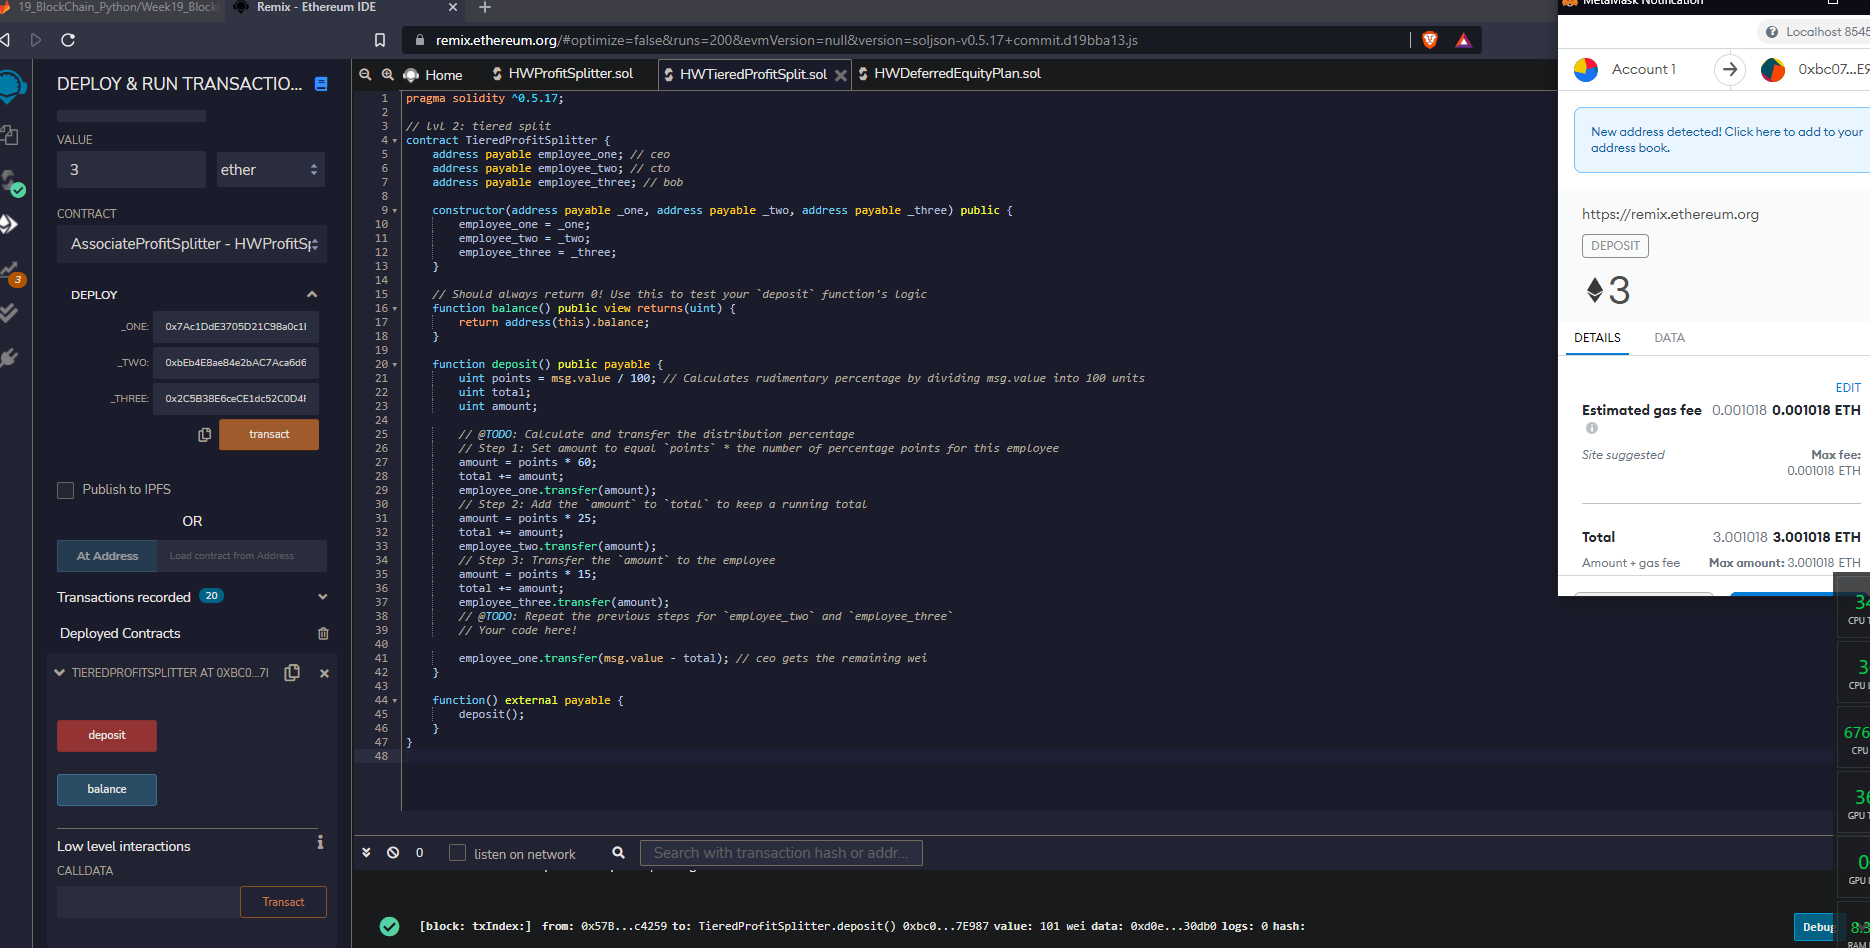 19_BlockChain_Python/Week19_Block
Remix - Ethereum IDE
remix.ethereum.org/#optimize=false&runs=200&evmVersion=null&version=soljson-v0.5.17+commit.d19bba13.js
DEPLOY & RUN TRANSACTIO...
VALUE
3
ether
CONTRACT
AssociateProfitSplitter - HWProfitSp
DEPLOY
_ONE: 0x7Ac1DdE3705D21C98a0c1
_TWO: 0xbEb4E8ae84e2bAC7Aca6d6
_THREE: 0x2C5B38E6ceCE1dc52C0D4
transact
Publish to IPFS
OR
At Address
Load contract from Address
Transactions recorded 20
Deployed Contracts
TIEREDPROFITSPLITTER AT 0XBC0...7
deposit
balance
Low level interactions
CALLDATA
Transact
3
Home
HWProfitSplitter.sol
HWTieredProfitSplit.sol
HWDeferredEquityPlan.sol
1 pragma solidity ^0.5.17;
2
3 // lvl 2: tiered split
4 contract TieredProfitSplitter {
5 address payable employee_one; // ceo
6 address payable employee_two; // cto
7 address payable employee_three; // bob
8
9 constructor(address payable _one, address payable _two, address payable _three) public {
10 employee_one = _one;
11 employee_two = _two;
12 employee_three = _three;
13 }
14
15 // Should always return 0! Use this to test your `deposit` function's logic
16 function balance() public view returns(uint) {
17 return address(this).balance;
18 }
19
20 function deposit() public payable {
21 uint points = msg.value / 100; // Calculates rudimentary percentage by dividing msg.value into 100 units
22 uint total;
23 uint amount;
24
25 // @TODO: Calculate and transfer the distribution percentage
26 // Step 1: Set amount to equal `points` * the number of percentage points for this employee
27 amount = points * 60;
28 total += amount;
29 employee_one.transfer(amount);
30 // Step 2: Add the `amount` to `total` to keep a running total
31 amount = points * 25;
32 total += amount;
33 employee_two.transfer(amount);
34 // Step 3: Transfer the `amount` to the employee
35 amount = points * 15;
36 total += amount;
37 employee_three.transfer(amount);
38 // @TODO: Repeat the previous steps for `employee_two` and `employee_three`
39 // Your code here!
40
41 employee_one.transfer(msg.value - total); // ceo gets the remaining wei
42 }
43
44 function() external payable {
45 deposit();
46 }
47 }
48
0
listen on network
Search with transaction hash or addr...
[block: txIndex:] from: 0x57B...c4259 to: TieredProfitSplitter.deposit() 0xbc0...7E987 value: 101 wei data: 0xd0e...30db0 logs: 0 hash:
Debug
MetaMask Notification
Localhost 8545
Account 1
0xbc07...E9
New address detected! Click here to add to your
address book.
https://remix.ethereum.org
DEPOSIT
3
DETAILS
DATA
EDIT
Estimated gas fee 0.001018 0.001018 ETH
Site suggested
Max fee:
0.001018 ETH
Total 3.001018 3.001018 ETH
Amount + gas fee Max amount: 3.001018 ETH
34
CPU T
3
CPU
676
CPU
36
GPU T
0
GPU
8.3
RAM